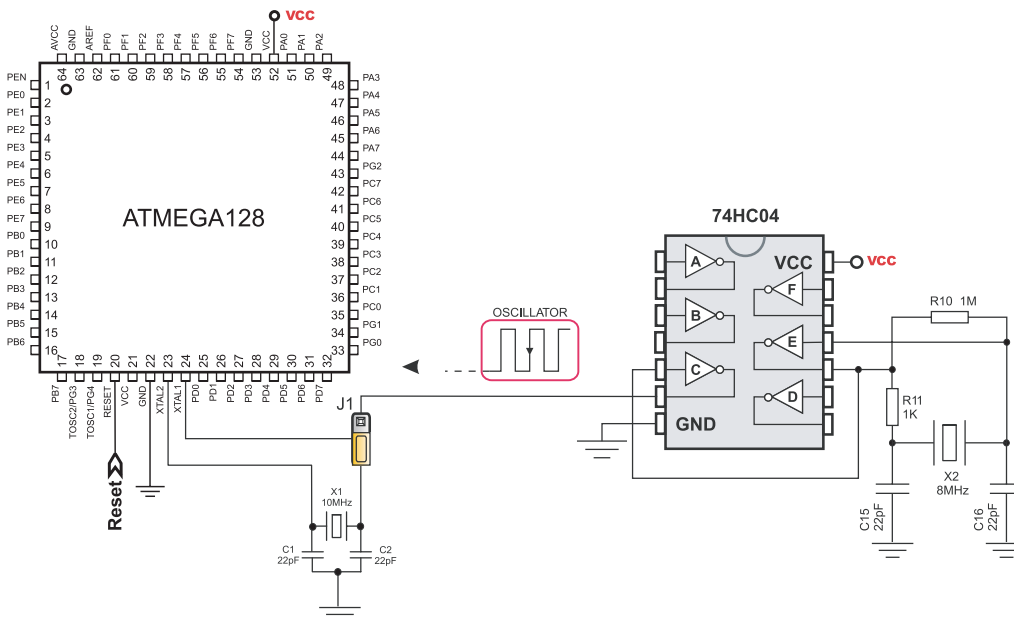 VCC
AVCC
GND
AREF
PF0
PF1
PF2
PF3
PF4
PF5
PF6
PF7
GND
VCC
PA0
PA1
PA2
64 63 62 61 60 59 58 57 56 55 54 53 52 51 50 49
PEN 1
PE0 2
PE1 3
PE2 4
PE3 5
PE4 6
PE5 7
PE6 8
PE7 9
PB0 10
PB1 11
PB2 12
PB3 13
PB4 14
PB5 15
PB6 16
ATMEGA128
48 PA3
47 PA4
46 PA5
45 PA6
44 PA7
43 PG2
42 PC7
41 PC6
40 PC5
39 PC4
38 PC3
37 PC2
36 PC1
35 PC0
34 PG1
33 PG0
17 18 19 20 21 22 23 24 25 26 27 28 29 30 31 32
PB7
TOSC2/PG3
TOSC1/PG4
RESET
VCC
GND
XTAL2
XTAL1
PD0
PD1
PD2
PD3
PD4
PD5
PD6
PD7
Reset
J1
X1
10MHz
C1
22pF
C2
22pF
OSCILLATOR
74HC04
A
B
C
GND
VCC
F
E
D
VCC
R10 1M
R11
1K
X2
8MHz
C15
22pF
C16
22pF